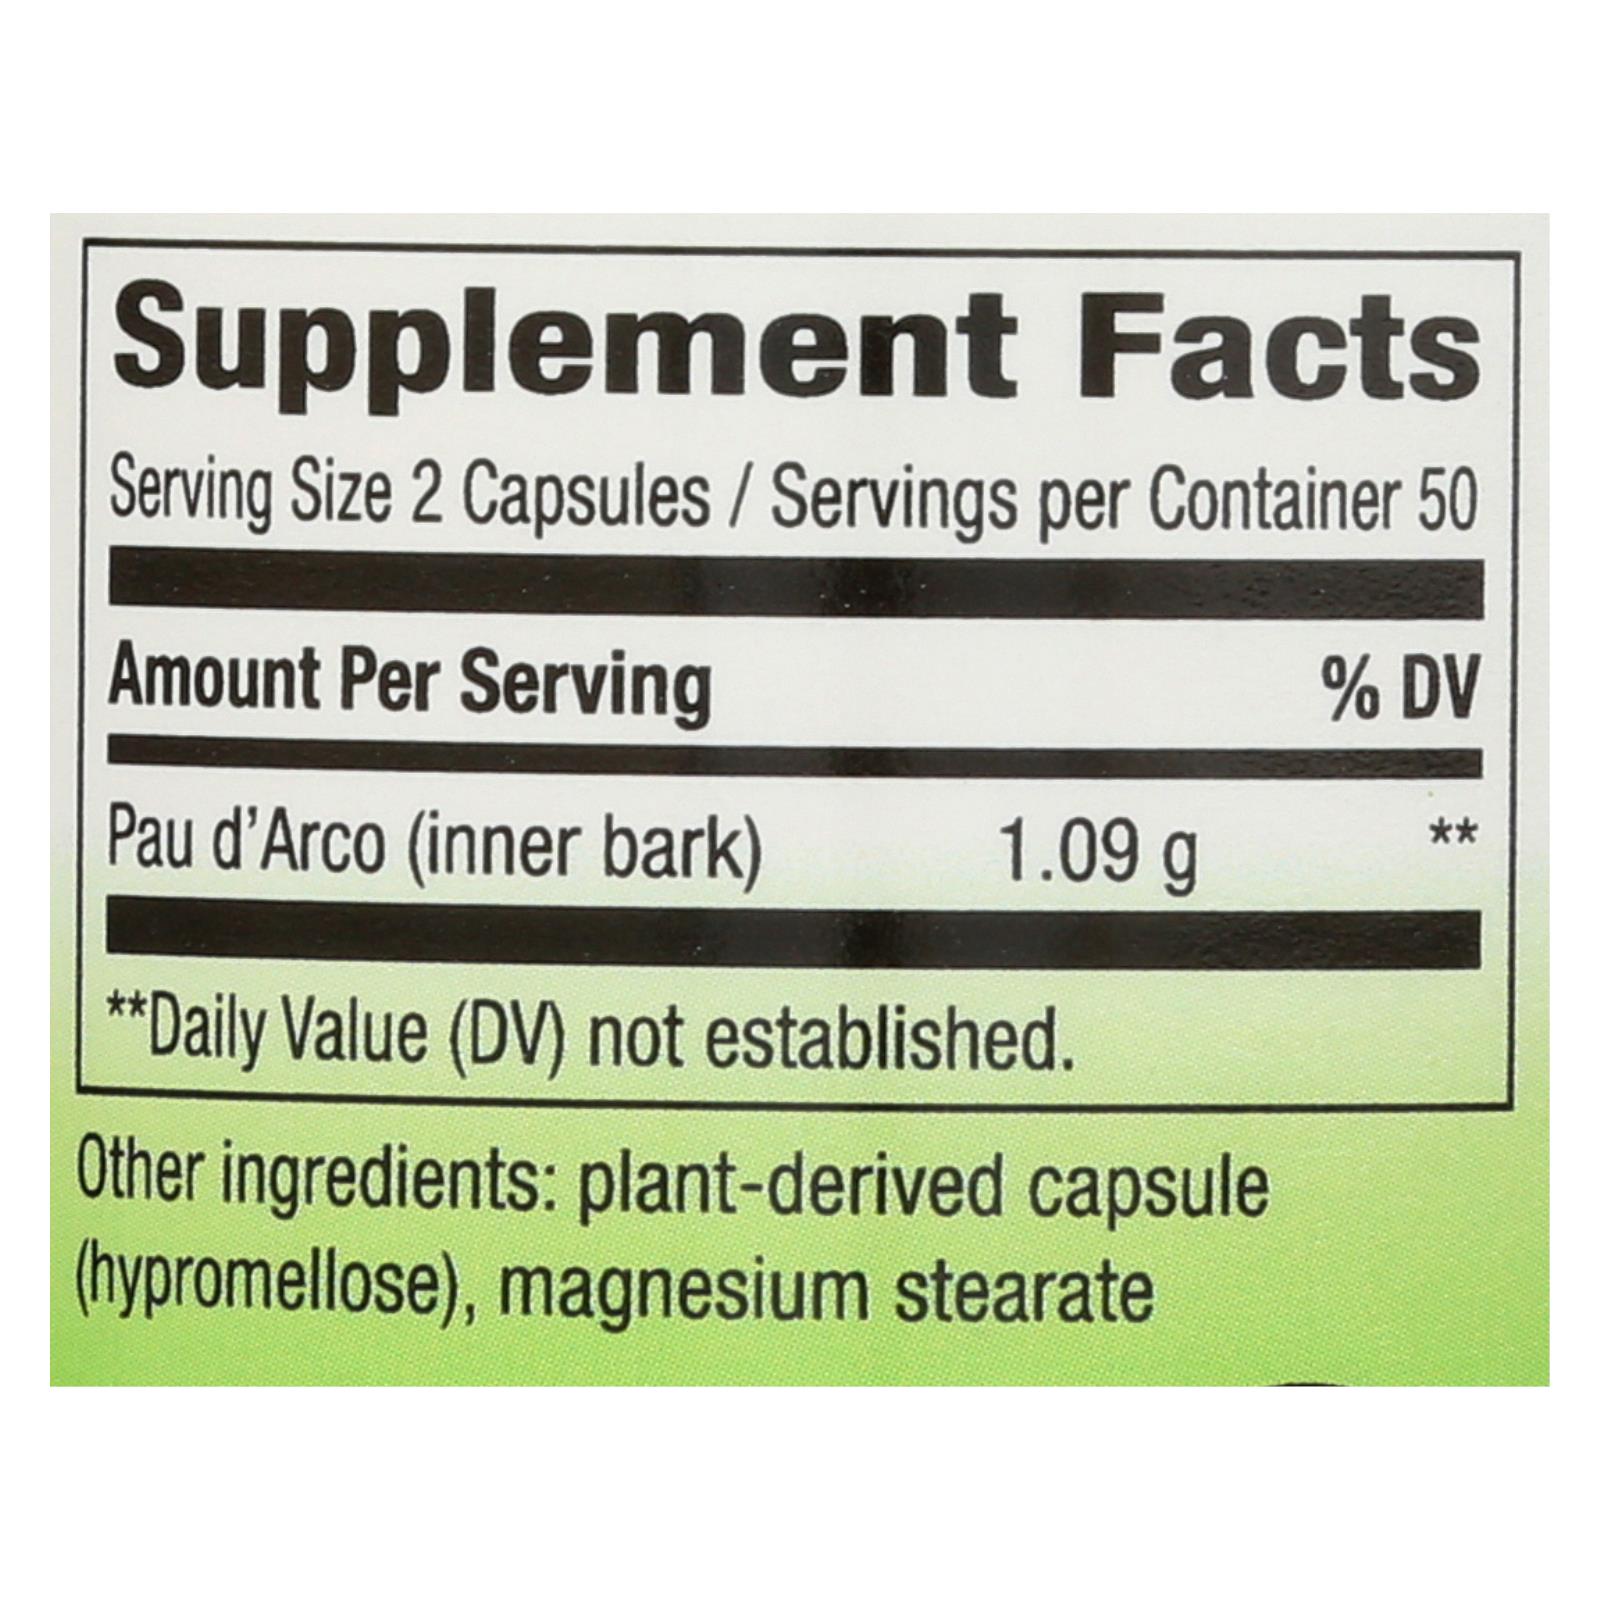 Supplement Facts
Serving Size 2 Capsules / Servings per Container 50
Amount Per Serving % DV
Pau d'Arco (inner bark) 1.09 g **
**Daily Value (DV) not established.
Other ingredients: plant-derived capsule
(hypromellose), magnesium stearate